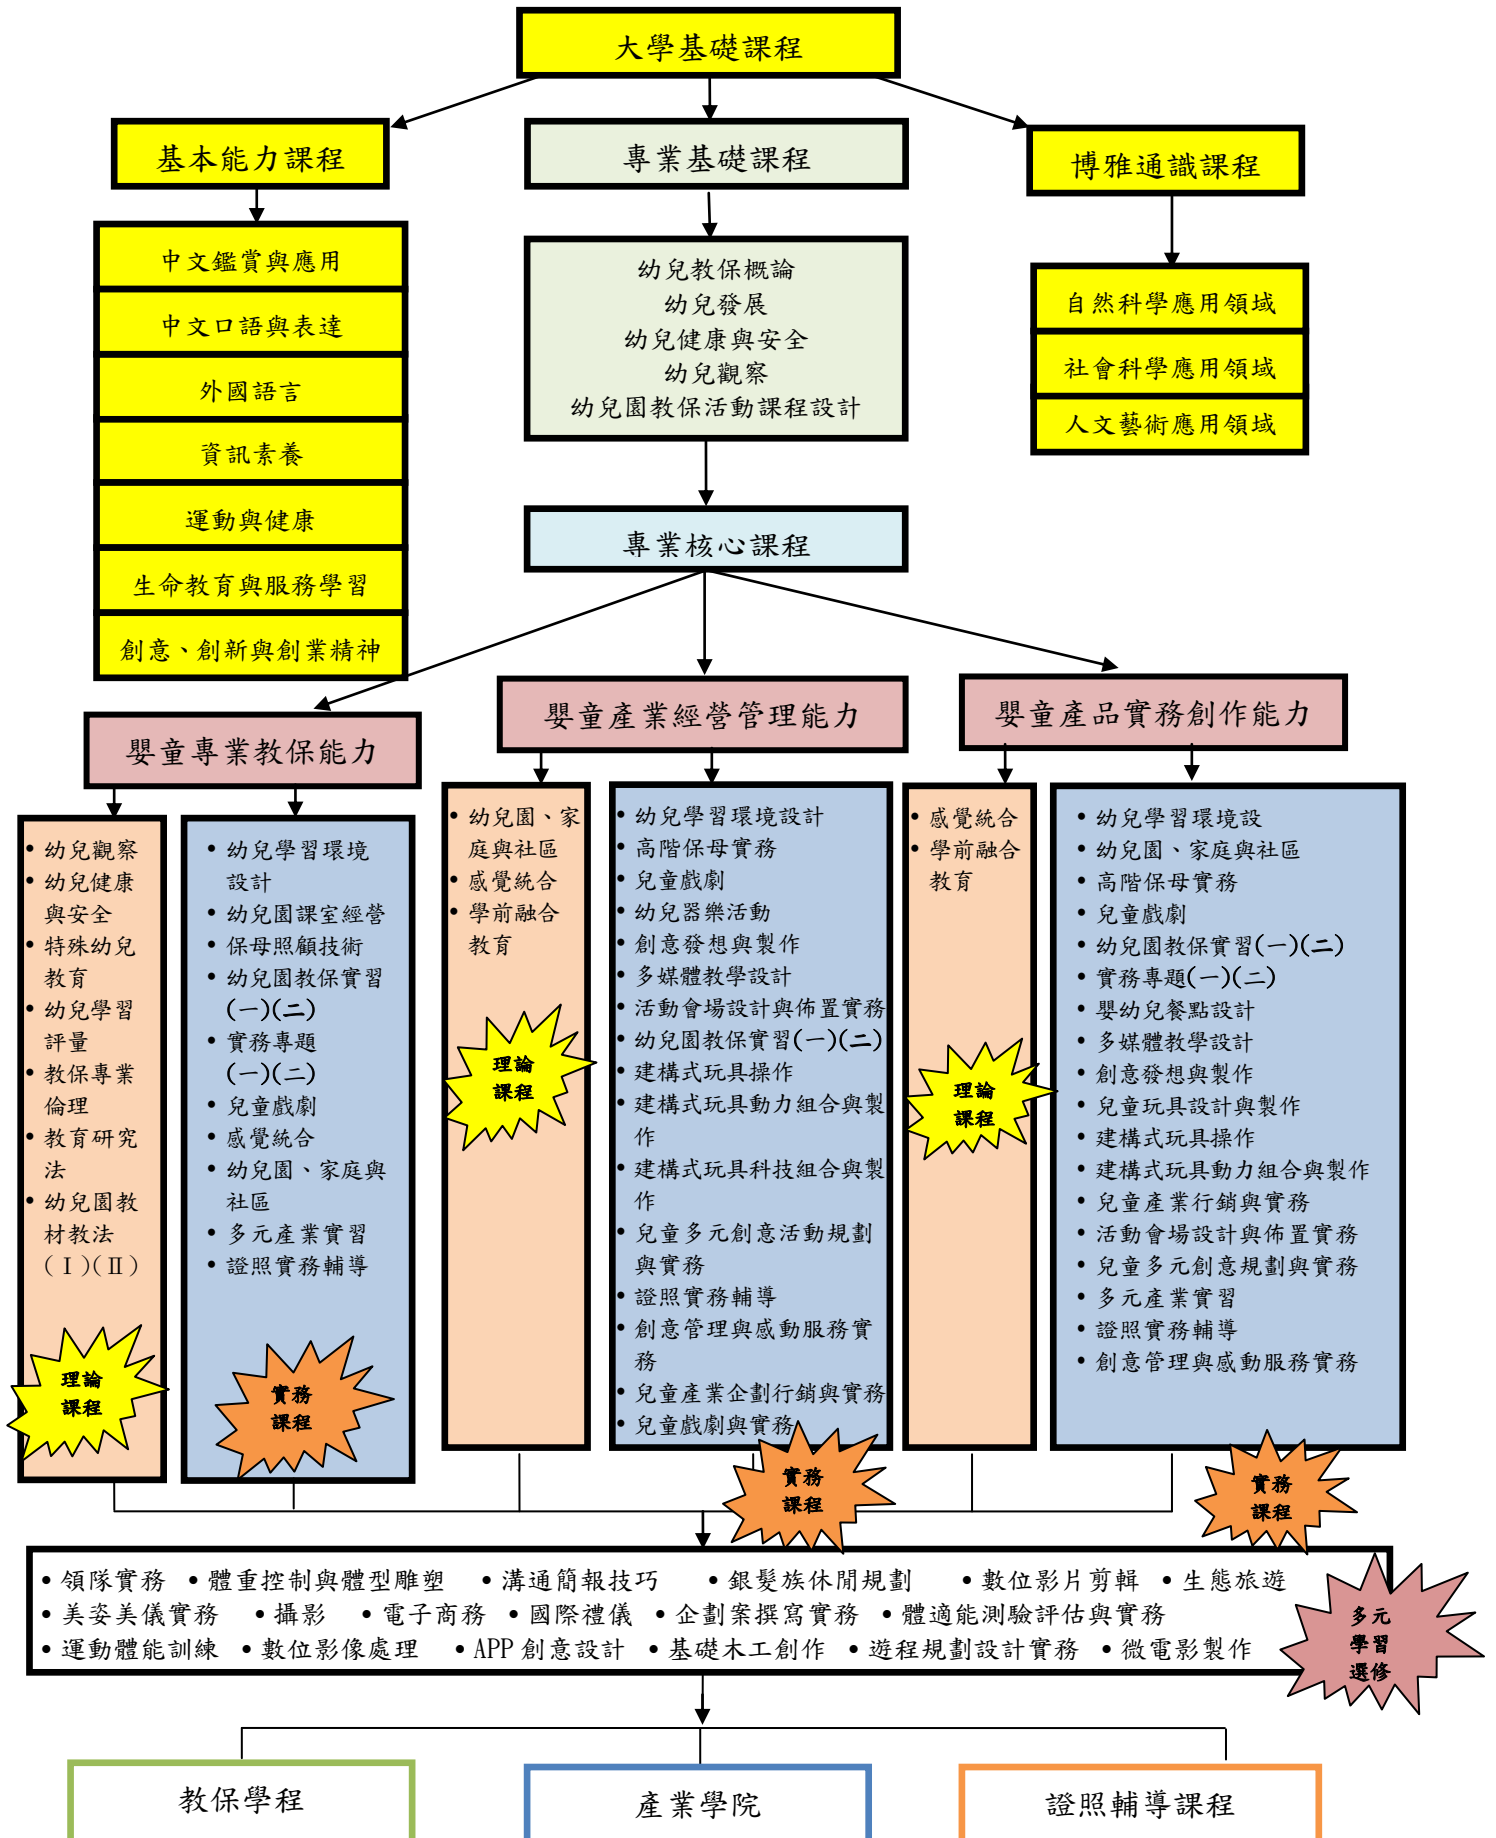 大學基礎課程
基本能力課程
專業基礎課程
博雅通識課程
中文鑑賞與應用
中文口語與表達
外國語言
資訊素養
運動與健康
生命教育與服務學習
創意、創新與創業精神
幼兒教保概論
幼兒發展
幼兒健康與安全
幼兒觀察
幼兒園教保活動課程設計
自然科學應用領域
社會科學應用領域
人文藝術應用領域
專業核心課程
嬰童專業教保能力
嬰童產業經營管理能力
嬰童產品實務創作能力
• 幼兒觀察
• 幼兒健康
與安全
• 特殊幼兒
教育
• 幼兒學習
評量
• 教保專業
倫理
• 教育研究
法
• 幼兒園教
材教法
(Ⅰ)(Ⅱ)
理論
課程
• 幼兒學習環境
設計
• 幼兒園課室經營
• 保母照顧技術
• 幼兒園教保實習
(一)(二)
• 實務專題
(一)(二)
• 兒童戲劇
• 感覺統合
• 幼兒園、家庭與
社區
• 多元產業實習
• 證照實務輔導
實務
課程
• 幼兒園、家
庭與社區
• 感覺統合
• 學前融合
教育
理論
課程
• 幼兒學習環境設計
• 高階保母實務
• 兒童戲劇
• 幼兒器樂活動
• 創意發想與製作
• 多媒體教學設計
• 活動會場設計與佈置實務
• 幼兒園教保實習(一)(二)
• 建構式玩具操作
• 建構式玩具動力組合與製
作
• 建構式玩具科技組合與製
作
• 兒童多元創意活動規劃
與實務
• 證照實務輔導
• 創意管理與感動服務實
務
• 兒童產業企劃行銷與實務
• 兒童戲劇與實務
實務
課程
• 感覺統合
• 學前融合
教育
理論
課程
• 幼兒學習環境設
• 幼兒園、家庭與社區
• 高階保母實務
• 兒童戲劇
• 幼兒園教保實習(一)(二)
• 實務專題(一)(二)
• 嬰幼兒餐點設計
• 多媒體教學設計
• 創意發想與製作
• 兒童玩具設計與製作
• 建構式玩具操作
• 建構式玩具動力組合與製作
• 兒童產業行銷與實務
• 活動會場設計與佈置實務
• 兒童多元創意規劃與實務
• 多元產業實習
• 證照實務輔導
• 創意管理與感動服務實務
實務
課程
• 領隊實務 • 體重控制與體型雕塑 • 溝通簡報技巧 • 銀髮族休閒規劃 • 數位影片剪輯 • 生態旅遊
• 美姿美儀實務 • 攝影 • 電子商務 • 國際禮儀 • 企劃案撰寫實務 • 體適能測驗評估與實務
• 運動體能訓練 • 數位影像處理 • APP 創意設計 • 基礎木工創作 • 遊程規劃設計實務 • 微電影製作
多元
學習
選修
教保學程
產業學院
證照輔導課程